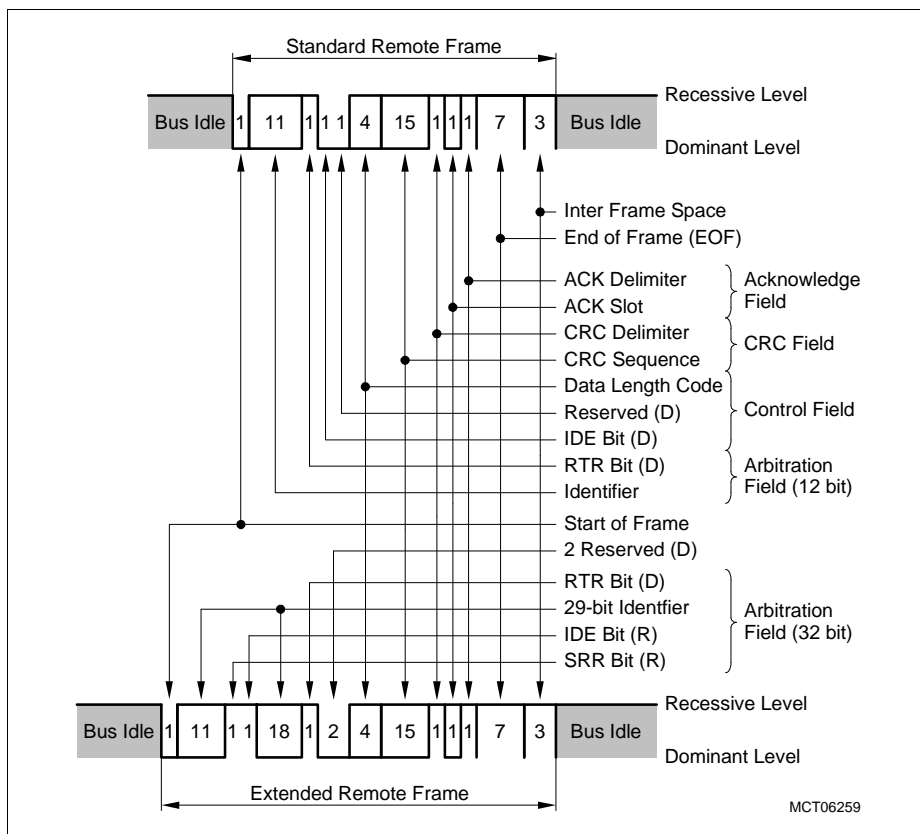 Standard Remote Frame
Recessive Level
Bus Idle 1 11 1 1 1 4 15 1 1 1 7 3 Bus Idle
Dominant Level
Inter Frame Space
End of Frame (EOF)
ACK Delimiter
ACK Slot
Acknowledge
Field
CRC Delimiter
CRC Sequence
CRC Field
Data Length Code
Reserved (D)
IDE Bit (D)
Control Field
RTR Bit (D)
Identifier
Arbitration
Field (12 bit)
Start of Frame
2 Reserved (D)
RTR Bit (D)
29-bit Identfier
IDE Bit (R)
SRR Bit (R)
Arbitration
Field (32 bit)
Recessive Level
Bus Idle 1 11 1 1 18 1 2 4 15 1 1 1 7 3 Bus Idle
Dominant Level
Extended Remote Frame
MCT06259